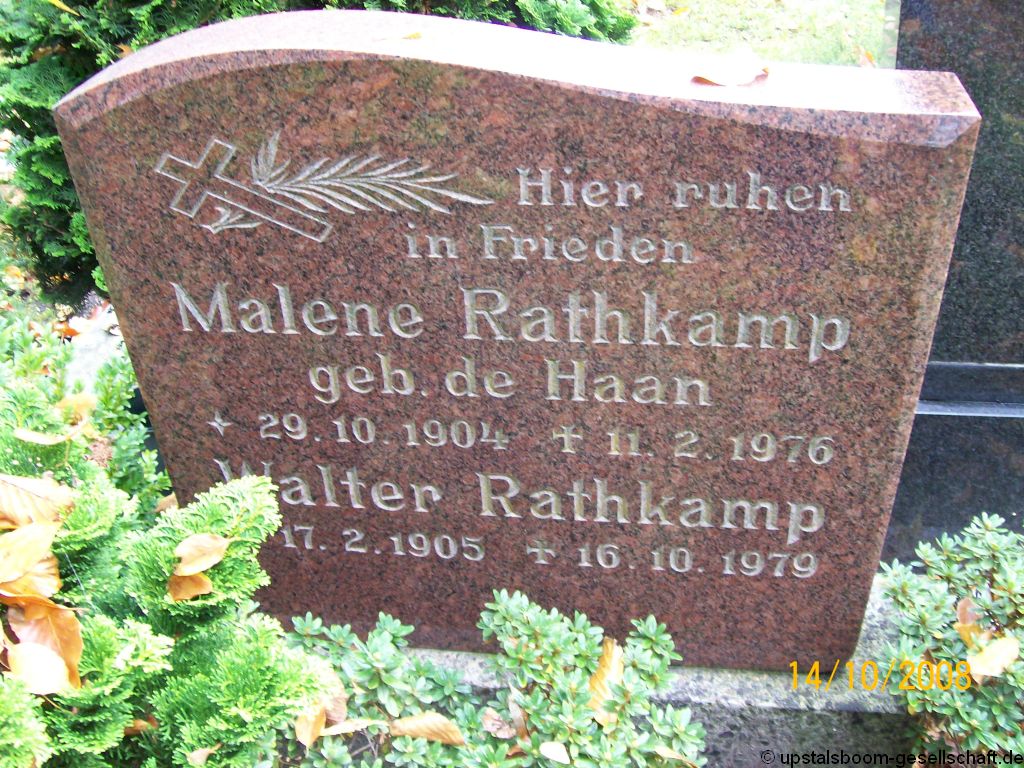 Hier ruhen
in Frieden
Malene Rathkamp
geb. de Haan
29. 10. 1904 11. 2. 1976
Walter Rathkamp
17. 2. 1905 16. 10. 1979
14/10/2008
© upstalsboom-gesellschaft.de